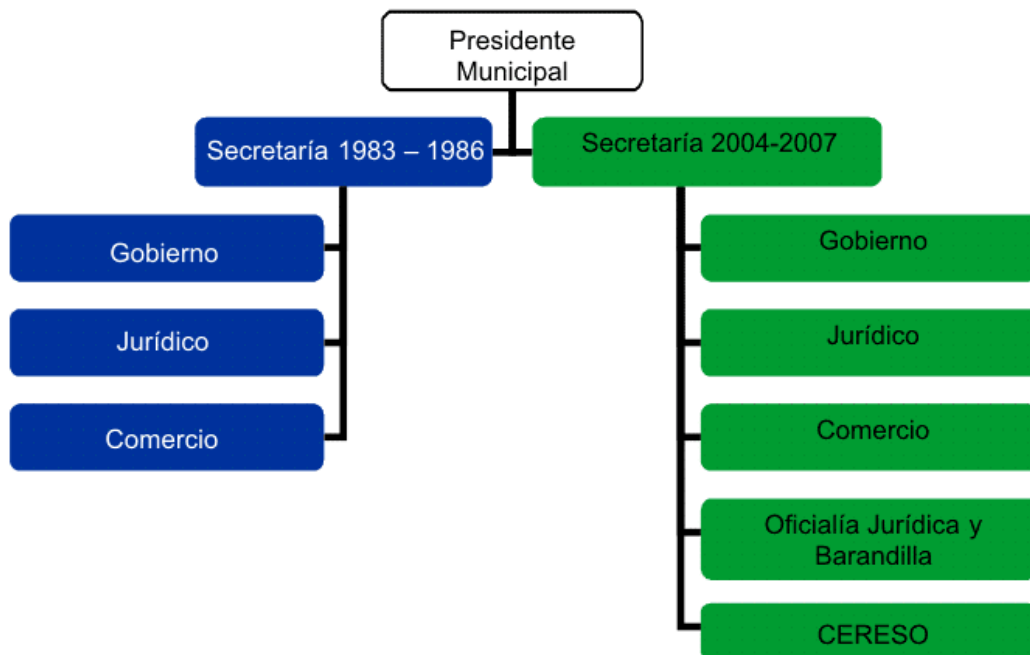 Presidente
Municipal
Secretaría 1983 – 1986
Secretaría 2004-2007
Gobierno
Jurídico
Comercio
Gobierno
Jurídico
Comercio
Oficialía Jurídica y
Barandilla
CERESO